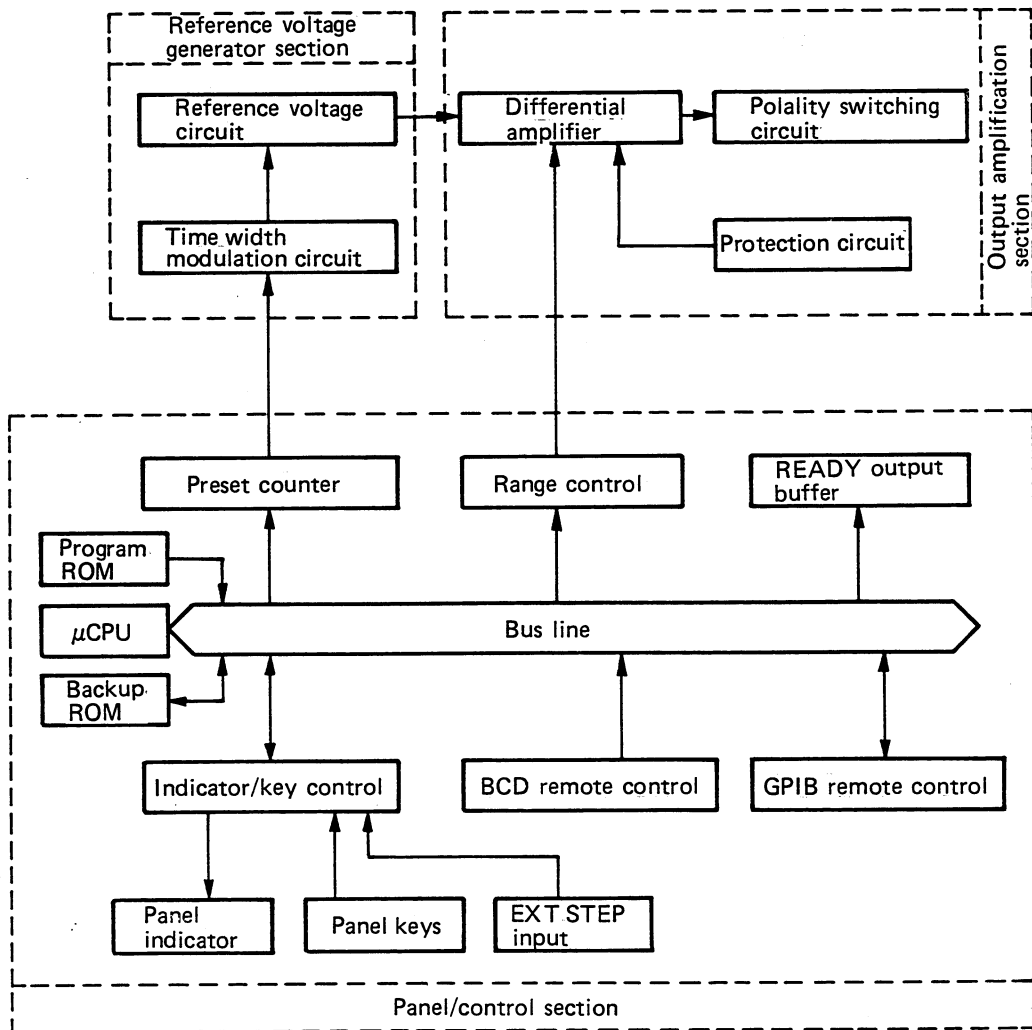 Reference voltage
generator section
Reference voltage
circuit
Differential
amplifier
Polality switching
circuit
Output amplification
section
Time width
modulation circuit
Protection circuit
Preset counter
Range control
READY output
buffer
Program
ROM
μCPU
Bus line
Backup
ROM
Indicator/key control
BCD remote control
GPIB remote control
Panel
indicator
Panel keys
EXT STEP
input
Panel/control section